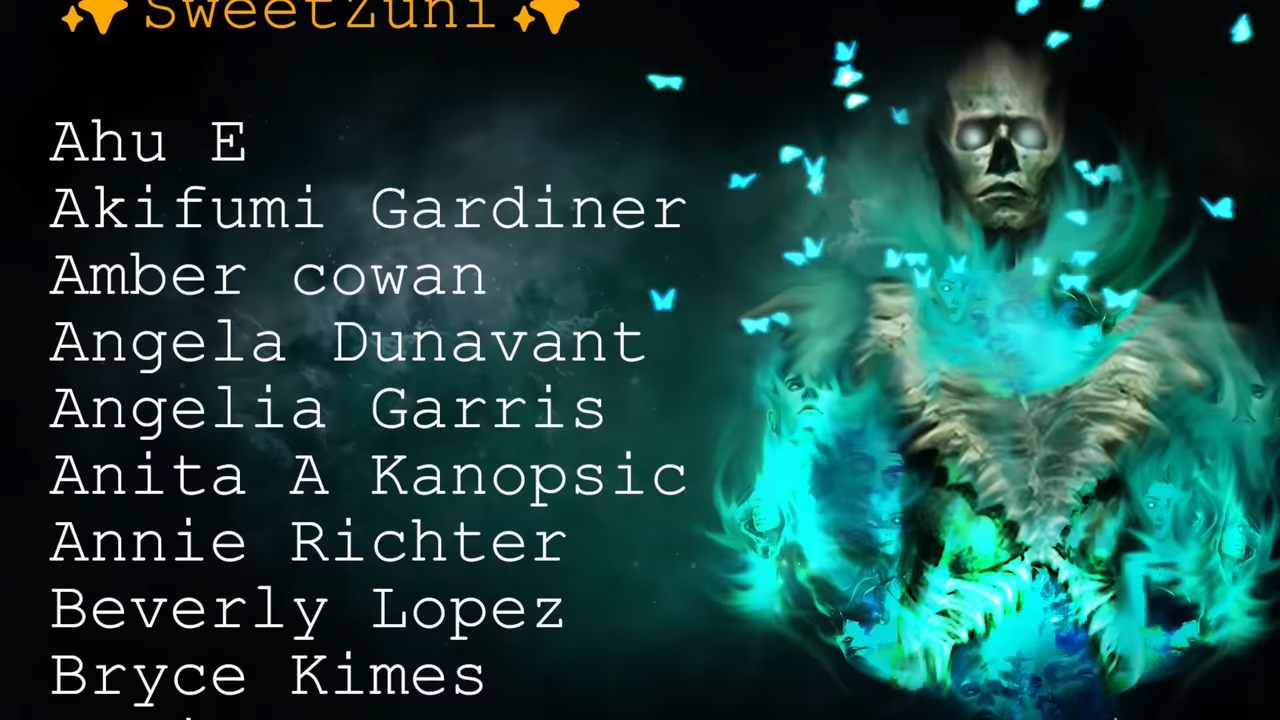 ✨SweetZuni✨
Ahu E
Akifumi Gardiner
Amber cowan
Angela Dunavant
Angelia Garris
Anita A Kanopsic
Annie Richter
Beverly Lopez
Bryce Kimes